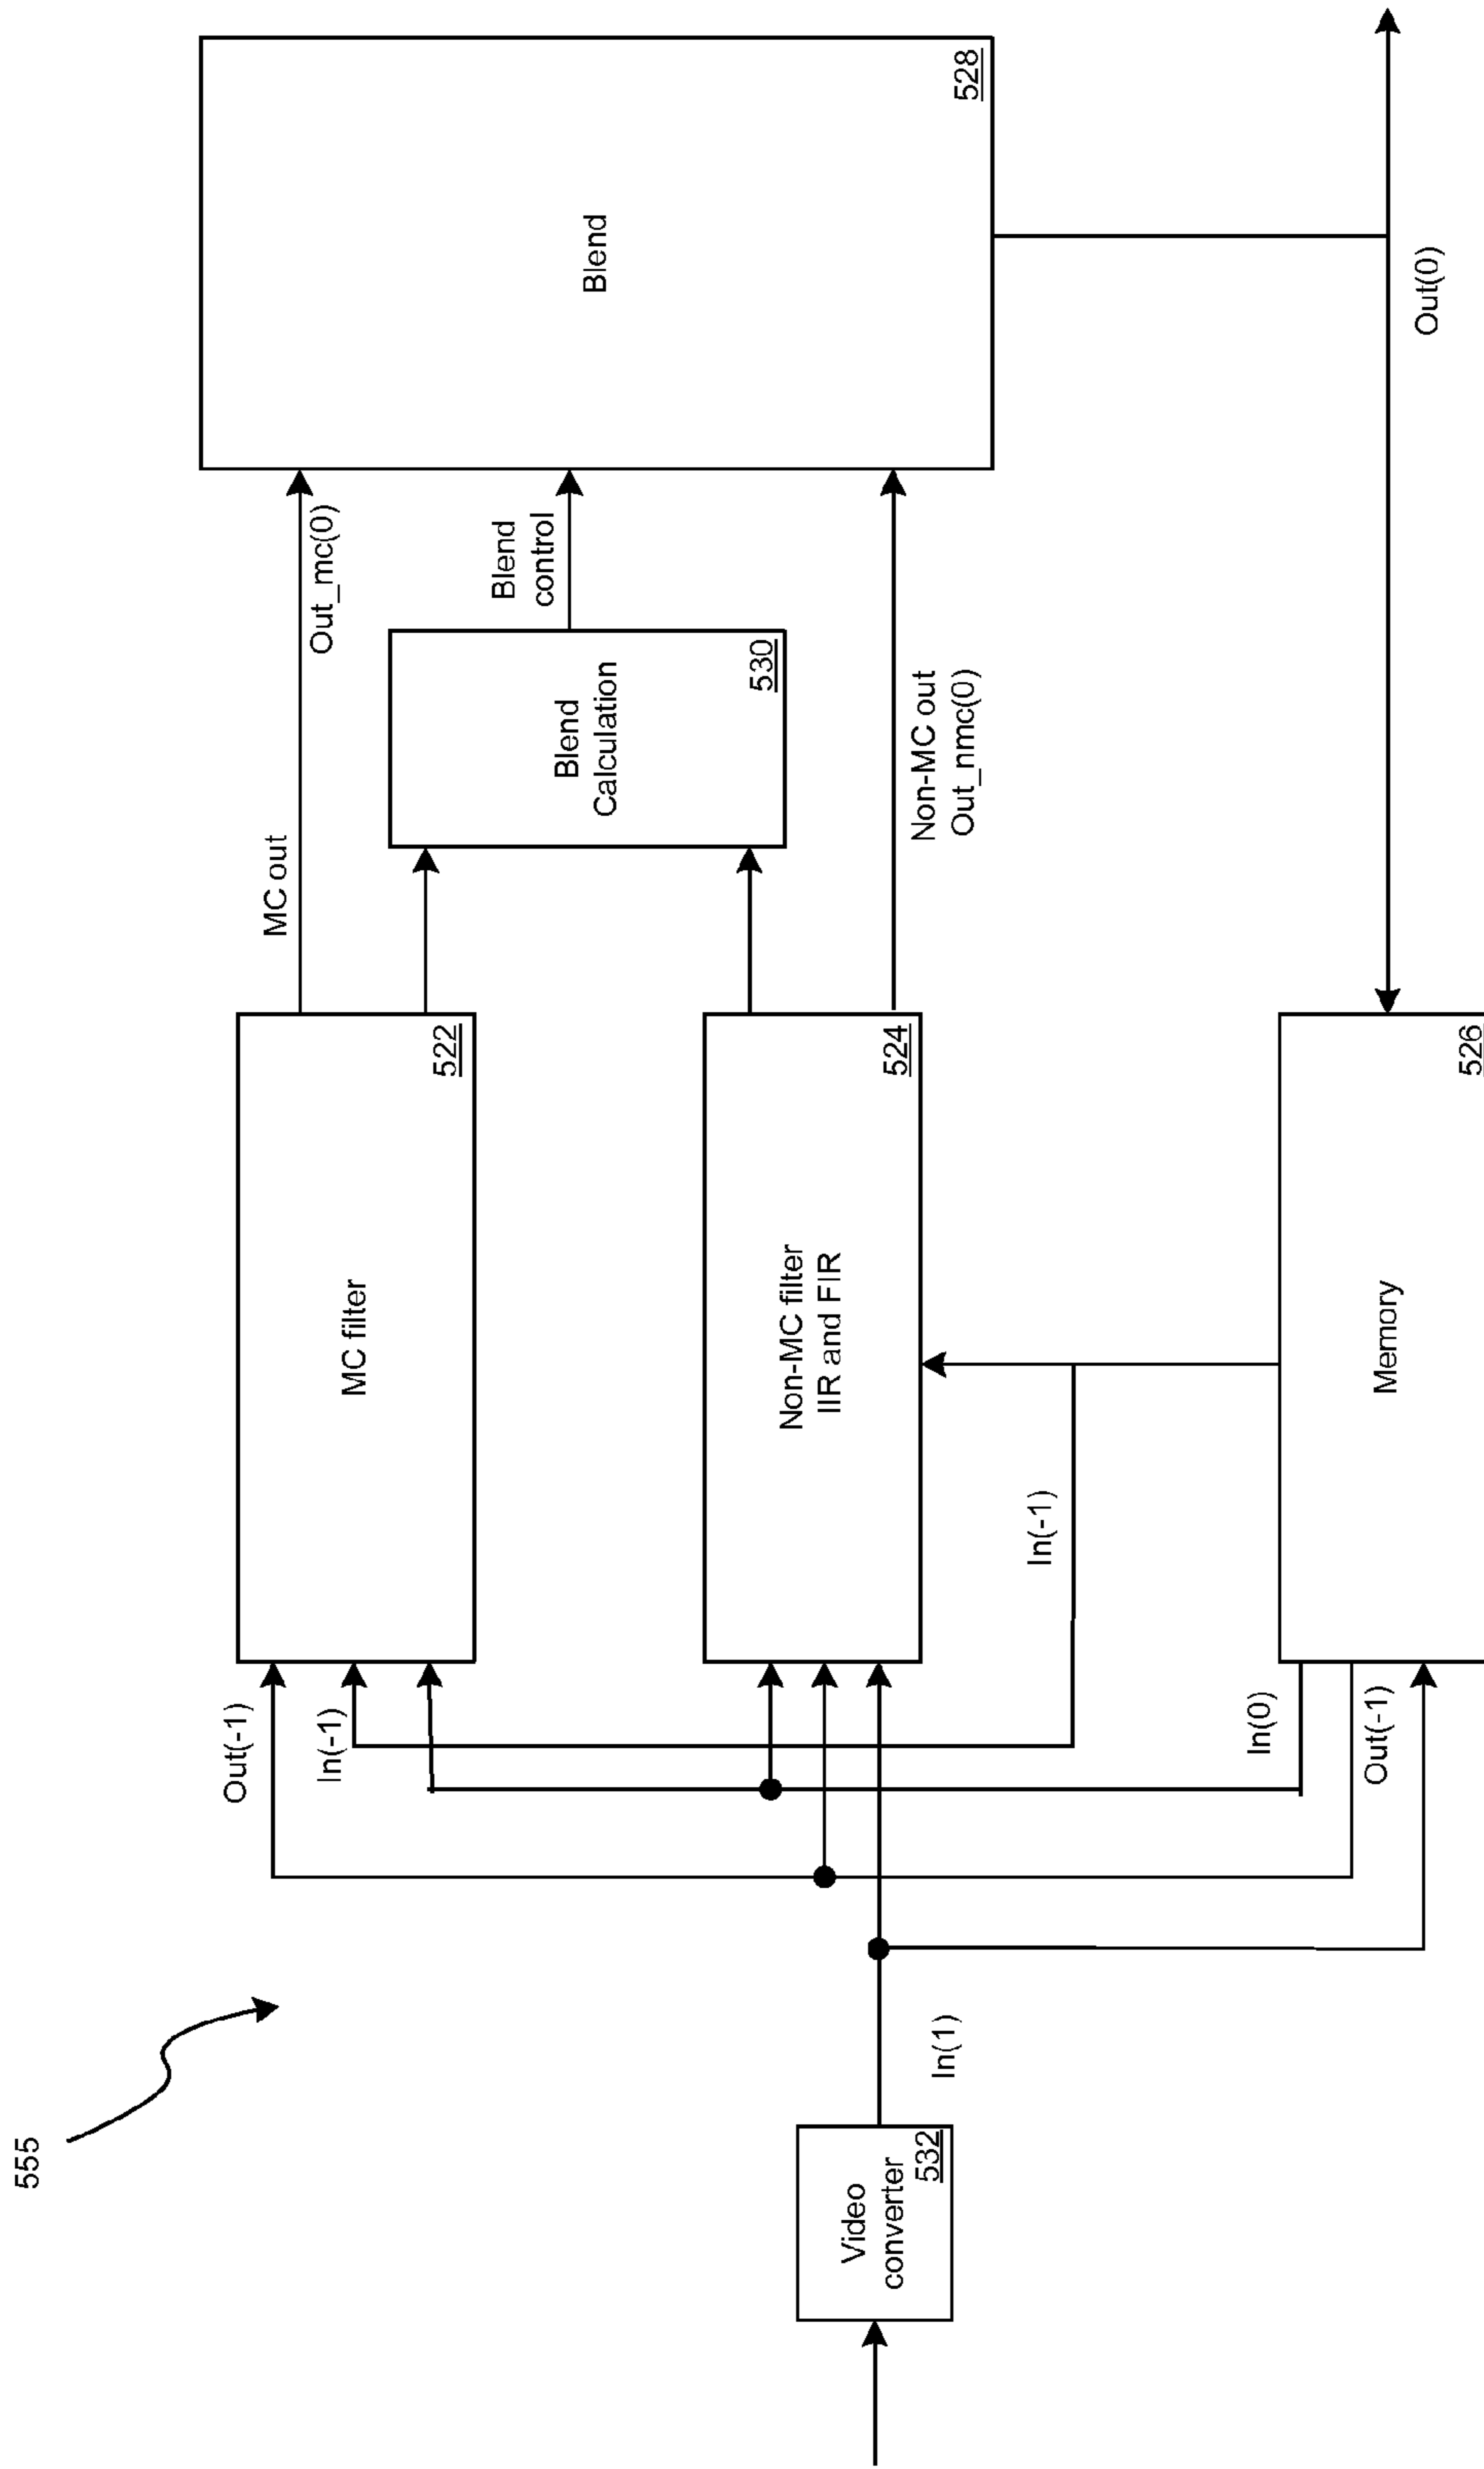 555
Video
converter
532
In(1)
Out(-1)
In(-1)
In(0)
Out(-1)
In(-1)
MC filter
522
Non-MC filter
IIR and FIR
524
Memory
526
MC out
Out_mc(0)
Blend
Calculation
530
Blend
control
Non-MC out
Out_nmc(0)
Blend
528
Out(0)